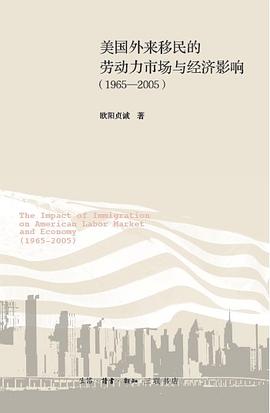 美国外来移民的
劳动力市场与经济影响
(1965—2005)
欧阳贞诚 著
The Impact of Immigration
on American Labor Market
and Economy
(1965-2005)
生活·读书·新知 三联书店